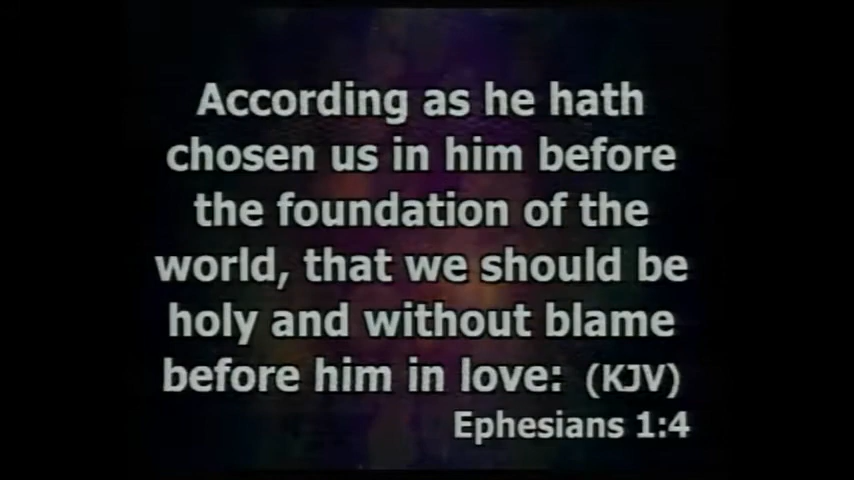 According as he hath
chosen us in him before
the foundation of the
world, that we should be
holy and without blame
before him in love: (KJV)
Ephesians 1:4